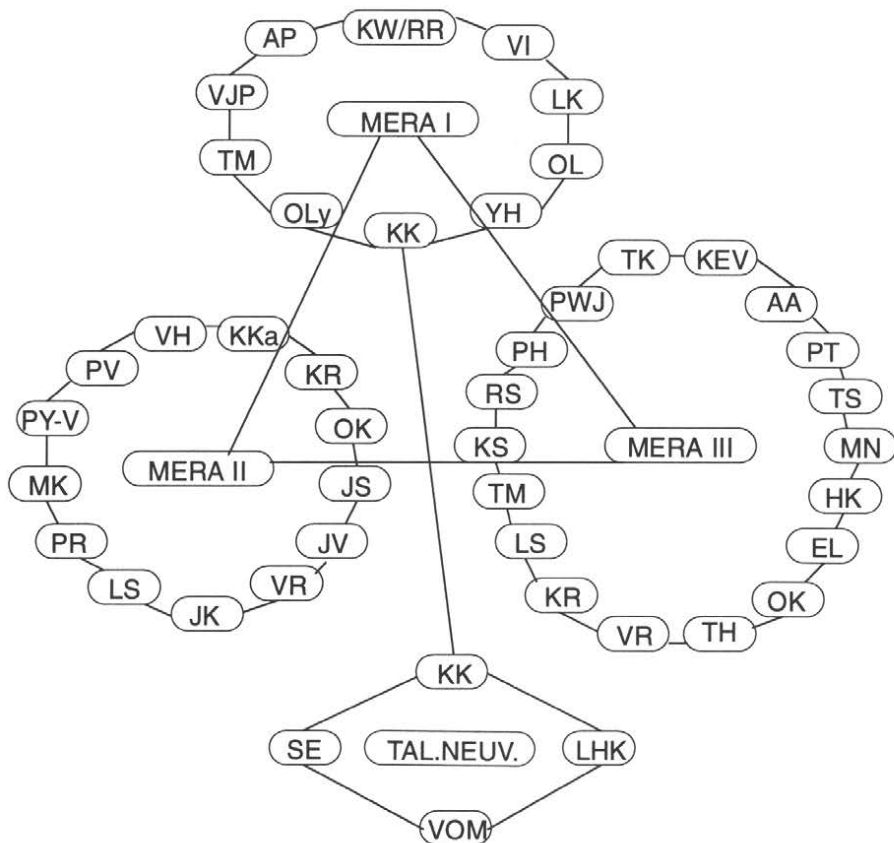 KW/RR
AP
VI
VJP
LK
MERA I
TM
OL
OLy
YH
KK
TK
KEV
PWJ
AA
VH
KKa
PH
PT
PV
KR
RS
TS
PY-V
OK
KS
MERA III
MN
MERA II
MK
JS
TM
HK
PR
JV
LS
EL
LS
VR
KR
OK
JK
VR
TH
KK
SE
TAL.NEUV.
LHK
VOM